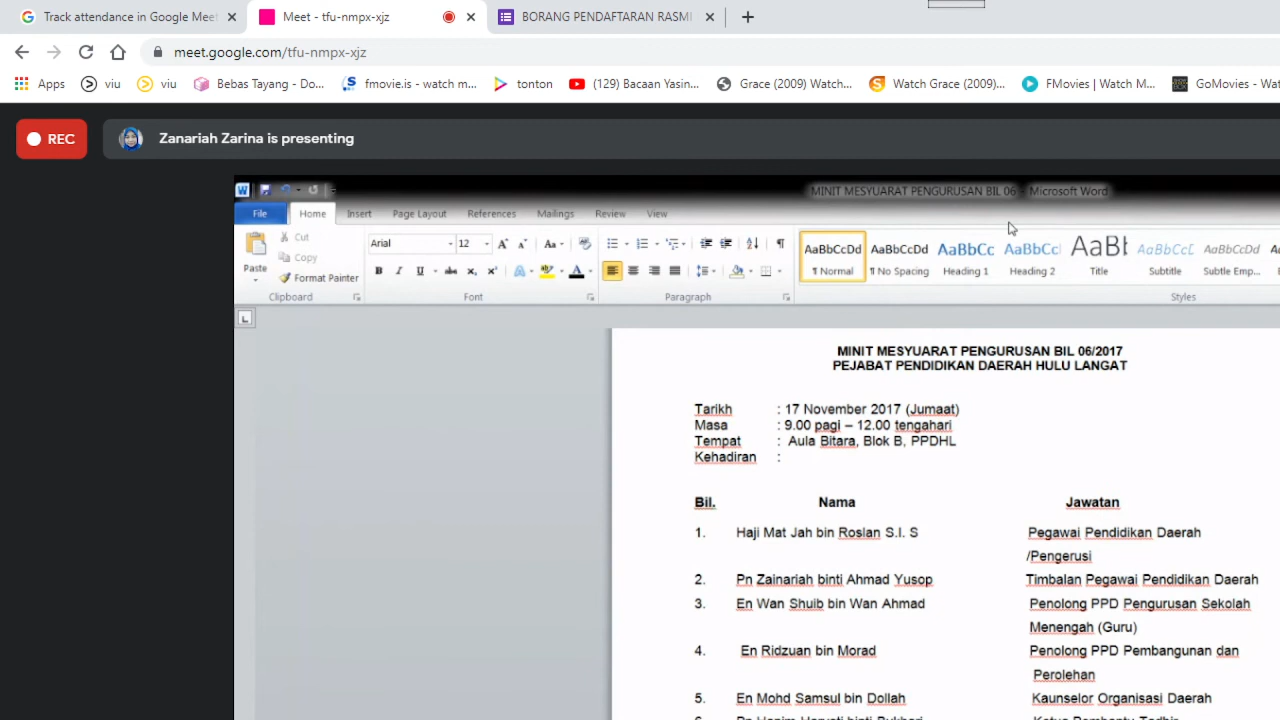 Track attendance in Google Meet
Meet - tfu-nmpx-xjz
BORANG PENDAFTARAN RASMI
meet.google.com/tfu-nmpx-xjz
Apps viu viu Bebas Tayang - Do... fmovie.is - watch m... tonton (129) Bacaan Yasin... Grace (2009) Watch... Watch Grace (2009)... FMovies | Watch M... GoMovies - Wat
REC
Zanariah Zarina is presenting
MINIT MESYUARAT PENGURUSAN BIL 06 - Microsoft Word
File Home Insert Page Layout References Mailings Review View
Cut
Copy
Paste
Format Painter
Arial 12
AaBbCcDd AaBbCcDd AaBbCc AaBbCc AaBb AaBbCcD AaBbCcDd
¶ Normal ¶ No Spacing Heading 1 Heading 2 Title Subtitle Subtle Emp...
Clipboard Font Paragraph Styles
MINIT MESYUARAT PENGURUSAN BIL 06/2017
PEJABAT PENDIDIKAN DAERAH HULU LANGAT
Tarikh : 17 November 2017 (Jumaat)
Masa : 9.00 pagi – 12.00 tengahari
Tempat : Aula Bitara, Blok B, PPDHL
Kehadiran :
Bil. Nama Jawatan
1. Haji Mat Jah bin Roslan S.I. S Pegawai Pendidikan Daerah
/Pengerusi
2. Pn Zainariah binti Ahmad Yusop Timbalan Pegawai Pendidikan Daerah
3. En Wan Shuib bin Wan Ahmad Penolong PPD Pengurusan Sekolah
Menengah (Guru)
4. En Ridzuan bin Morad Penolong PPD Pembangunan dan
Perolehan
5. En Mohd Samsul bin Dollah Kaunselor Organisasi Daerah